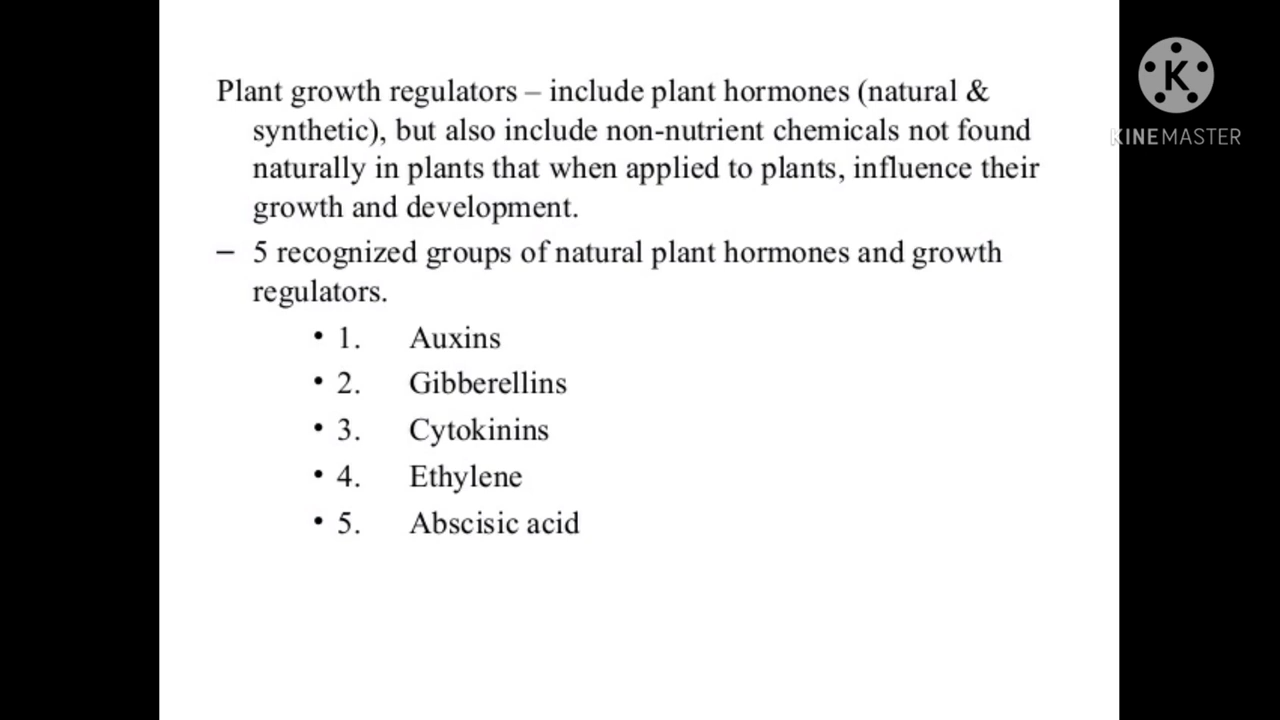 Plant growth regulators – include plant hormones (natural &
synthetic), but also include non-nutrient chemicals not found
naturally in plants that when applied to plants, influence their
growth and development.
– 5 recognized groups of natural plant hormones and growth
regulators.
• 1. Auxins
• 2. Gibberellins
• 3. Cytokinins
• 4. Ethylene
• 5. Abscisic acid
K
KINEMASTER